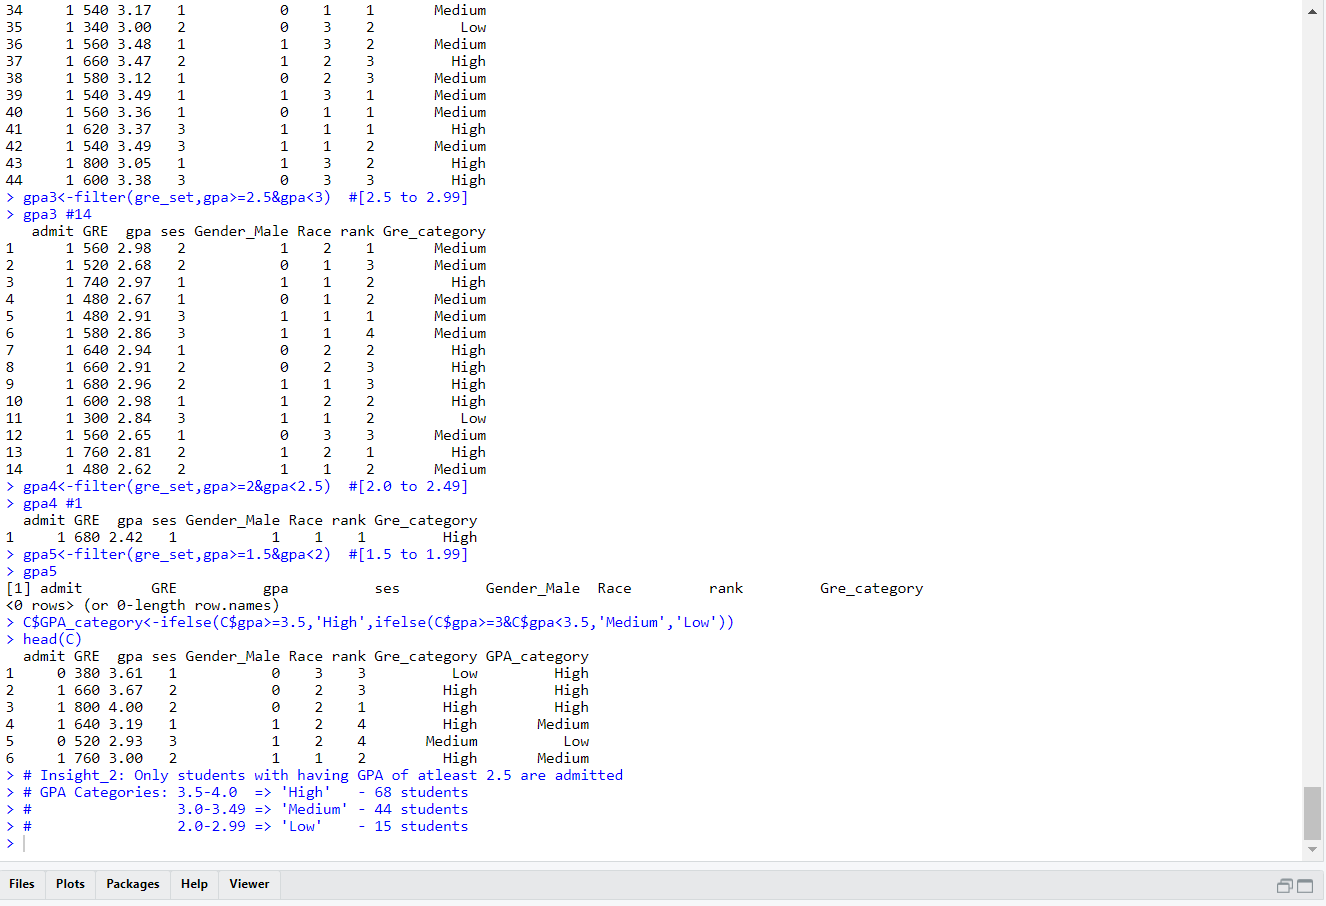 34     1 540 3.17   1           0    1    1       Medium
35     1 340 3.00   2           0    3    2          Low
36     1 560 3.48   1           1    3    2       Medium
37     1 660 3.47   2           1    2    3         High
38     1 580 3.12   1           0    2    3       Medium
39     1 540 3.49   1           1    3    1       Medium
40     1 560 3.36   1           0    1    1       Medium
41     1 620 3.37   3           1    1    1         High
42     1 540 3.49   3           1    1    2       Medium
43     1 800 3.05   1           1    3    2         High
44     1 600 3.38   3           0    3    3         High
> gpa3<-filter(gre_set,gpa>=2.5&gpa<3)  #[2.5 to 2.99]
> gpa3 #14
   admit GRE  gpa ses Gender_Male Race rank Gre_category
1      1 560 2.98   2           1    2    1       Medium
2      1 520 2.68   2           0    1    3       Medium
3      1 740 2.97   1           1    1    2         High
4      1 480 2.67   1           0    1    2       Medium
5      1 480 2.91   3           1    1    1       Medium
6      1 580 2.86   3           1    1    4       Medium
7      1 640 2.94   1           0    2    2         High
8      1 660 2.91   2           0    2    3         High
9      1 680 2.96   2           1    1    3         High
10     1 600 2.98   1           1    2    2         High
11     1 300 2.84   3           1    1    2          Low
12     1 560 2.65   1           0    3    3       Medium
13     1 760 2.81   2           1    2    1         High
14     1 480 2.62   2           1    1    2       Medium
> gpa4<-filter(gre_set,gpa>=2&gpa<2.5)  #[2.0 to 2.49]
> gpa4 #1
  admit GRE  gpa ses Gender_Male Race rank Gre_category
1     1 680 2.42   1           1    1    1         High
> gpa5<-filter(gre_set,gpa>=1.5&gpa<2)  #[1.5 to 1.99]
> gpa5
[1] admit        GRE          gpa          ses          Gender_Male  Race         rank         Gre_category
<0 rows> (or 0-length row.names)
> C$GPA_category<-ifelse(C$gpa>=3.5,'High',ifelse(C$gpa>=3&C$gpa<3.5,'Medium','Low'))
> head(C)
  admit GRE  gpa ses Gender_Male Race rank Gre_category GPA_category
1     0 380 3.61   1           0    3    3          Low         High
2     1 660 3.67   2           0    2    3         High         High
3     1 800 4.00   2           0    2    1         High         High
4     1 640 3.19   1           1    2    4         High       Medium
5     0 520 2.93   3           1    2    4       Medium          Low
6     1 760 3.00   2           1    1    2         High       Medium
> # Insight_2: Only students with having GPA of atleast 2.5 are admitted
> # GPA Categories: 3.5-4.0  => 'High'   - 68 students
> #                 3.0-3.49 => 'Medium' - 44 students
> #                 2.0-2.99 => 'Low'    - 15 students
>
Files Plots Packages Help Viewer